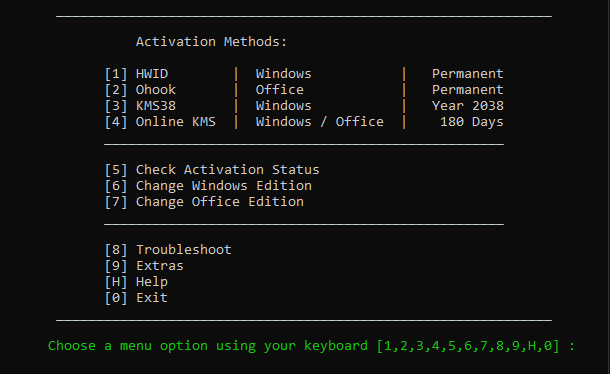 Activation Methods:
[1] HWID | Windows | Permanent
[2] Ohook | Office | Permanent
[3] KMS38 | Windows | Year 2038
[4] Online KMS | Windows / Office | 180 Days
[5] Check Activation Status
[6] Change Windows Edition
[7] Change Office Edition
[8] Troubleshoot
[9] Extras
[H] Help
[0] Exit
Choose a menu option using your keyboard [1,2,3,4,5,6,7,8,9,H,0] :